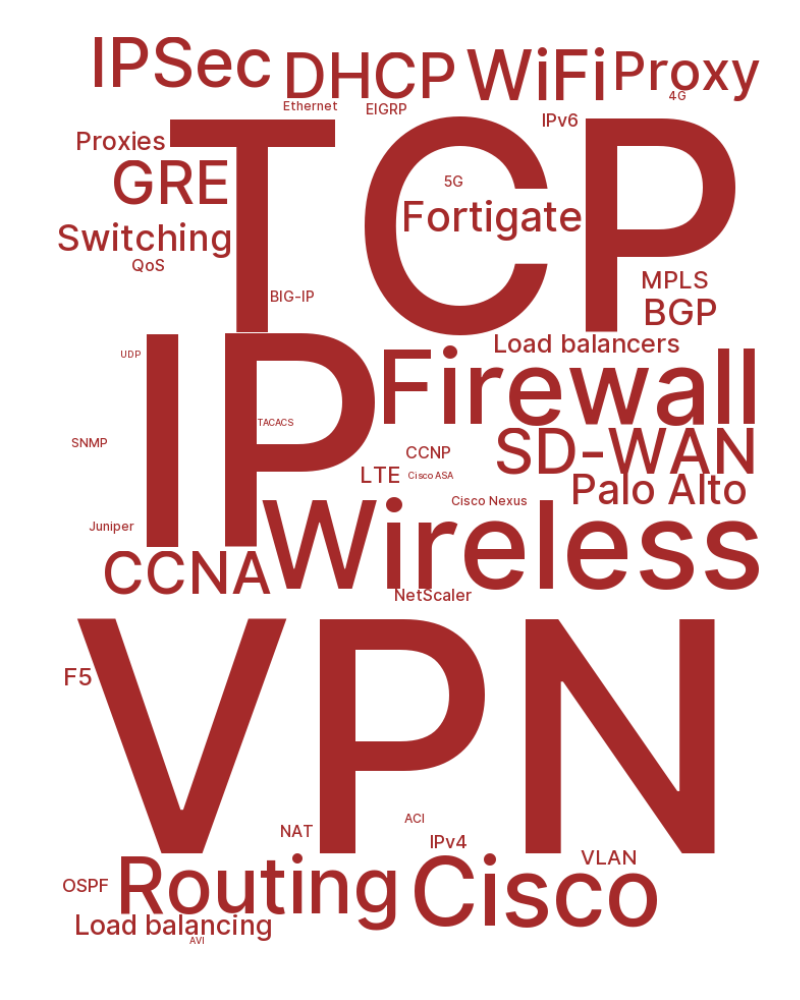 IPSec
DHCP
WiFi
Proxy
4G
Ethernet
EIGRP
IPv6
TCP
Proxies
GRE
5G
Fortigate
Switching
QoS
BIG-IP
MPLS
BGP
IP
Load balancers
UDP
Firewall
TACACS
SNMP
CCNP
SD-WAN
LTE
Cisco ASA
Palo Alto
Cisco Nexus
Juniper
Wireless
CCNA
NetScaler
VPN
F5
NAT
ACI
IPv4
VLAN
OSPF
Routing
Cisco
Load balancing
AVI